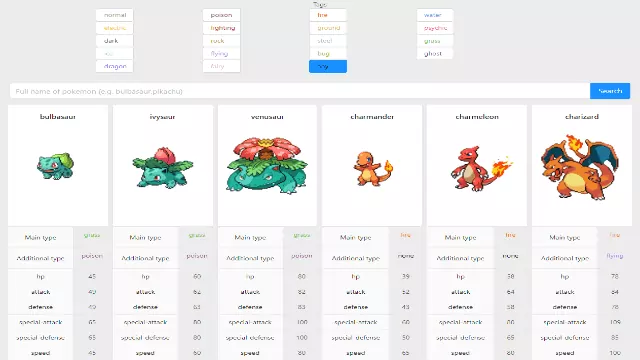 Tags:
normal poison fire water
electric fighting ground psychic
dark rock steel grass
ice flying bug ghost
dragon fairy any
Full name of pokemon (e.g. bulbasaur,pikachu) Search
bulbasaur ivysaur venusaur charmander charmeleon charizard
Main type grass Main type grass Main type grass Main type fire Main type fire Main type fire
Additional type poison Additional type poison Additional type poison Additional type none Additional type none Additional type flying
hp 45 hp 60 hp 80 hp 39 hp 58 hp 78
attack 49 attack 62 attack 82 attack 52 attack 64 attack 84
defense 49 defense 63 defense 83 defense 43 defense 58 defense 78
special-attack 65 special-attack 80 special-attack 100 special-attack 60 special-attack 80 special-attack 109
special-defense 65 special-defense 80 special-defense 100 special-defense 50 special-defense 65 special-defense 85
speed 45 speed 60 speed 80 speed 65 speed 80 speed 100